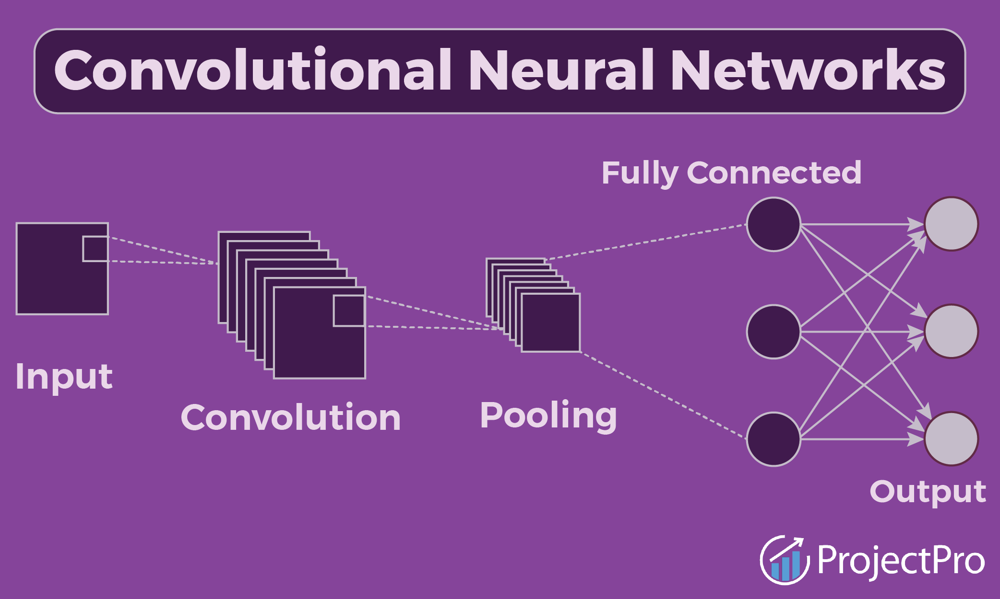 Convolutional Neural Networks
Fully Connected
Input
Convolution
Pooling
Output
ProjectPro